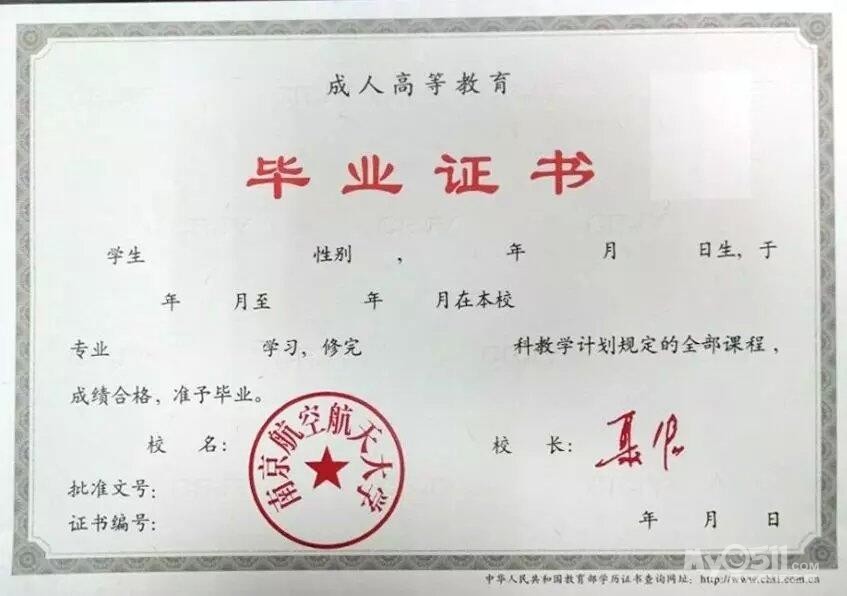 成人高等教育
毕业证书
学生 性别 ， 年 月 日生，于
年 月至 年 月在本校
专业 学习，修完 科教学计划规定的全部课程，
成绩合格，准予毕业。
校 名： 校 长：
南京航空航天大学
批准文号：
证书编号： 年 月 日
中华人民共和国教育部学历证书查询网址：http://www.chsi.com.cn
My0511.COM